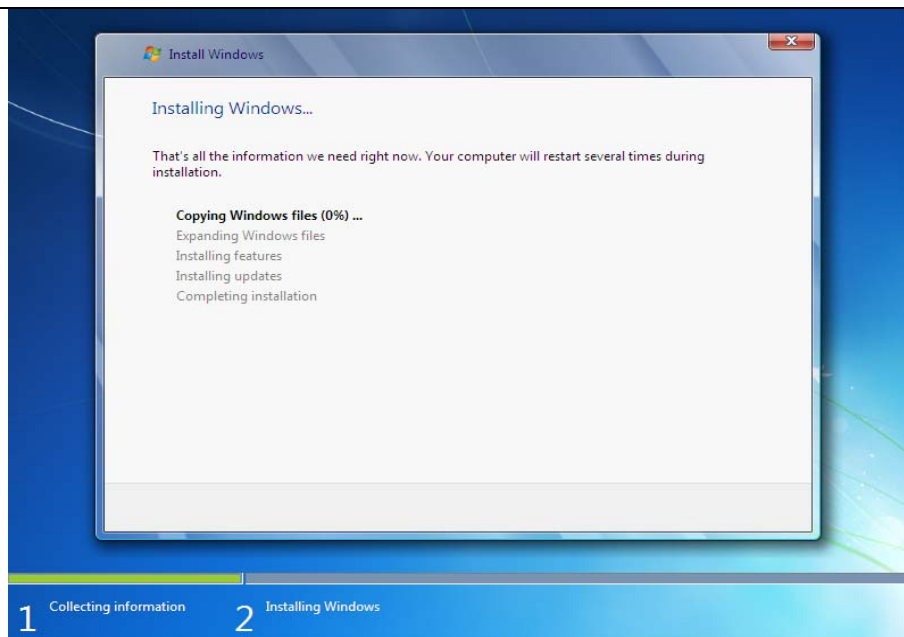 Install Windows
Installing Windows...
That's all the information we need right now. Your computer will restart several times during
installation.
Copying Windows files (0%) ...
Expanding Windows files
Installing features
Installing updates
Completing installation
1 Collecting information 2 Installing Windows